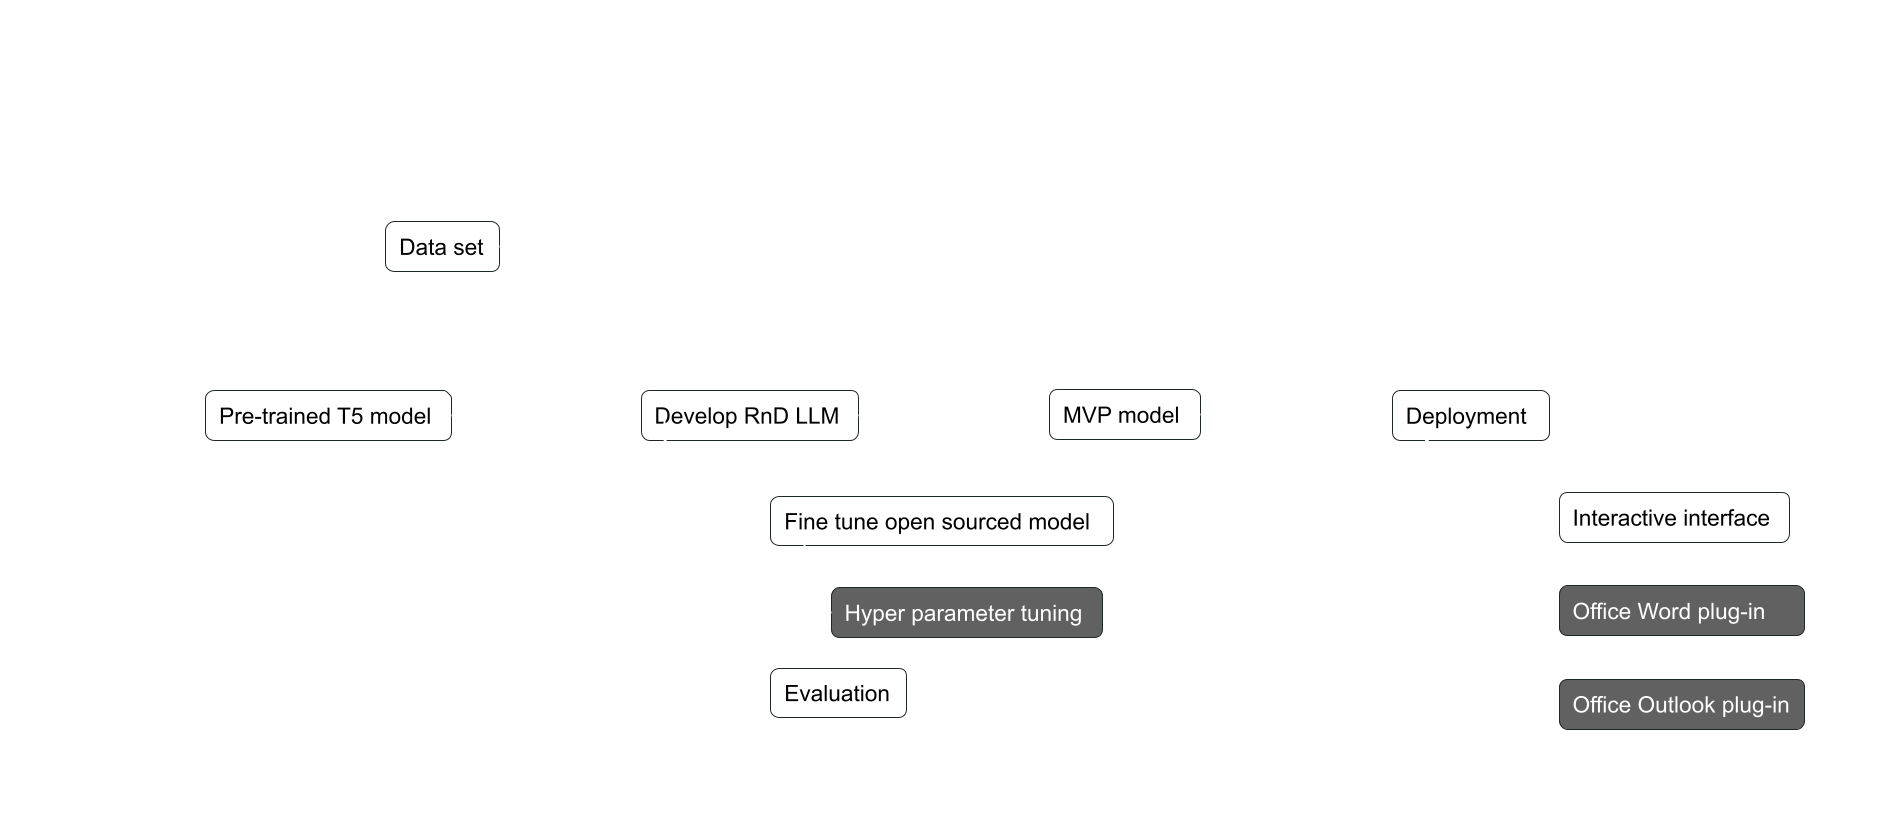 Data set
Pre-trained T5 model
Develop RnD LLM
MVP model
Deployment
Fine tune open sourced model
Interactive interface
Hyper parameter tuning
Office Word plug-in
Evaluation
Office Outlook plug-in